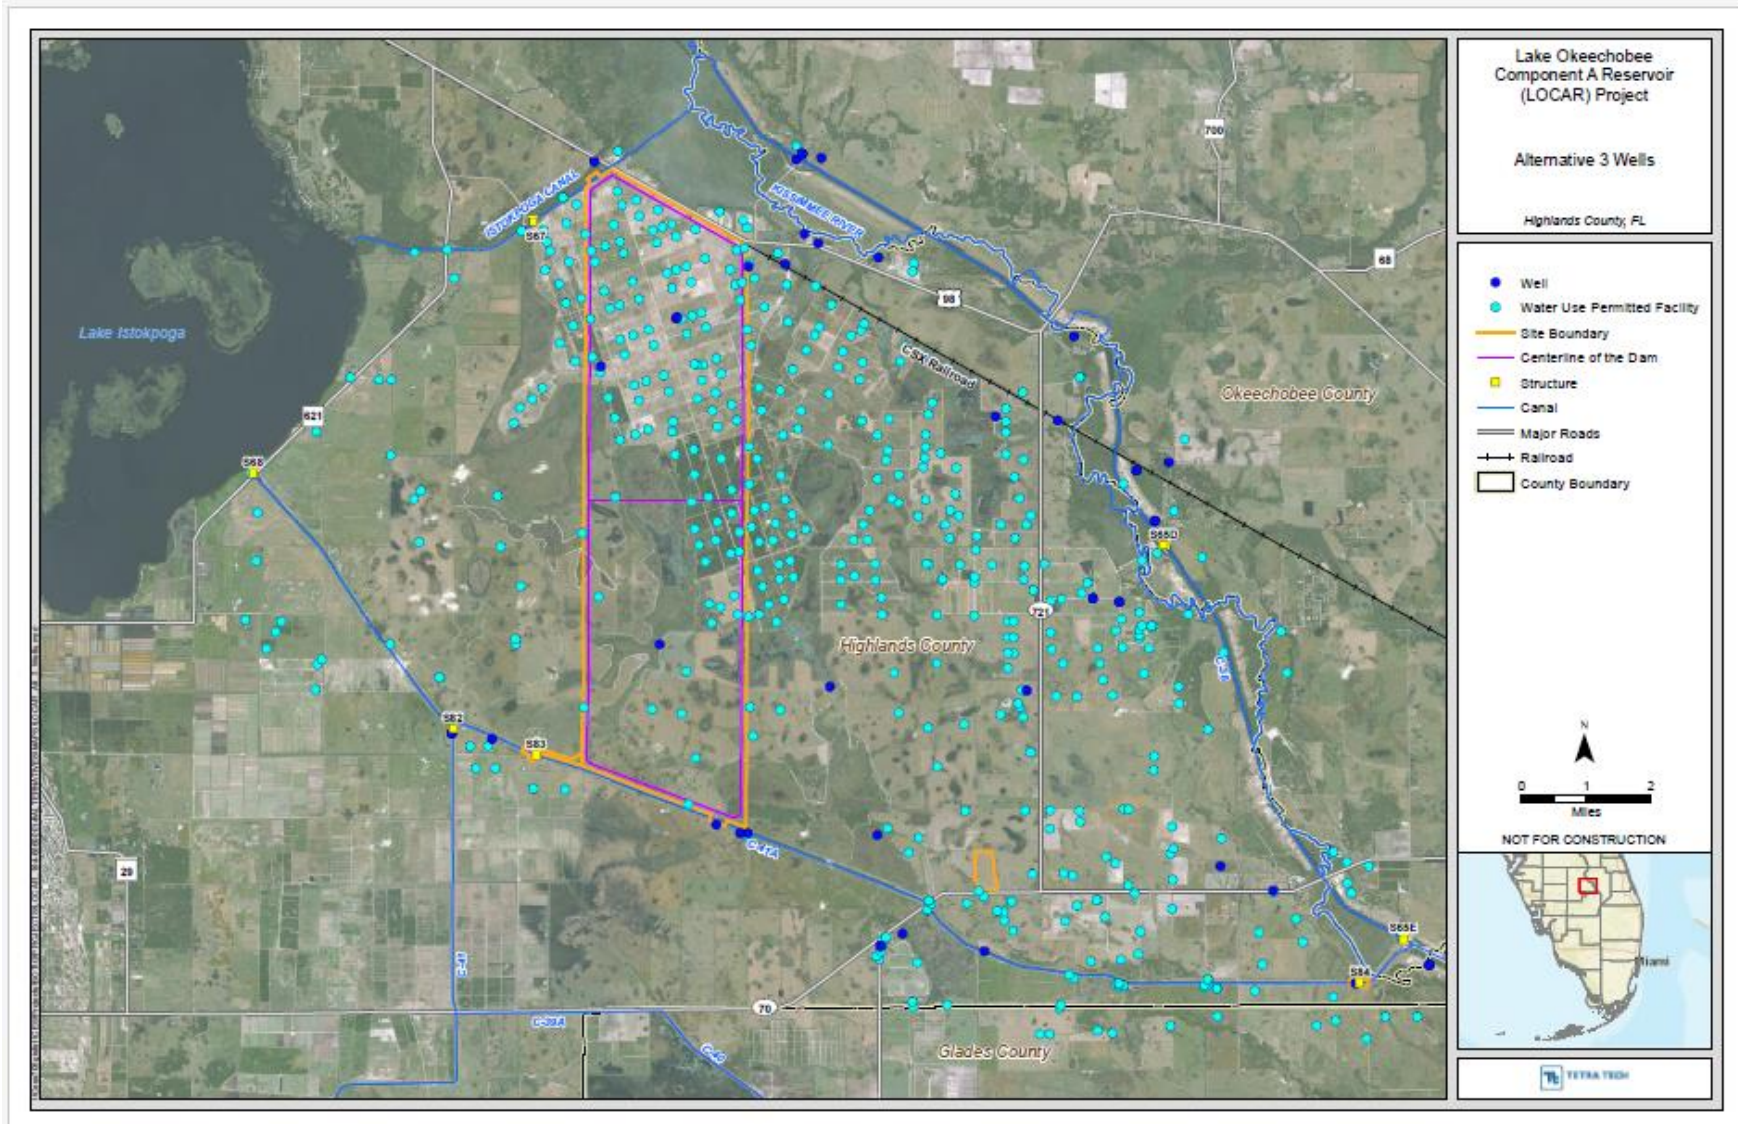 Lake Okeechobee
Component A Reservoir
(LOCAR) Project
Alternative 3 Wells
Highlands County, FL
Well
Water Use Permitted Facility
Site Boundary
Centerline of the Dam
Structure
Canal
Major Roads
Railroad
County Boundary
N
0 1 2
Miles
NOT FOR CONSTRUCTION
Miami
TETRA TECH
700
ISTOKPOGA CANAL
KISSIMMEE RIVER
S67
68
98
Lake Istokpoga
CSX Railroad
Okeechobee County
621
S68
S65D
721
Highlands County
S82
S83
C-41A
29
S65E
S84
70
C-39A
C-40
Glades County